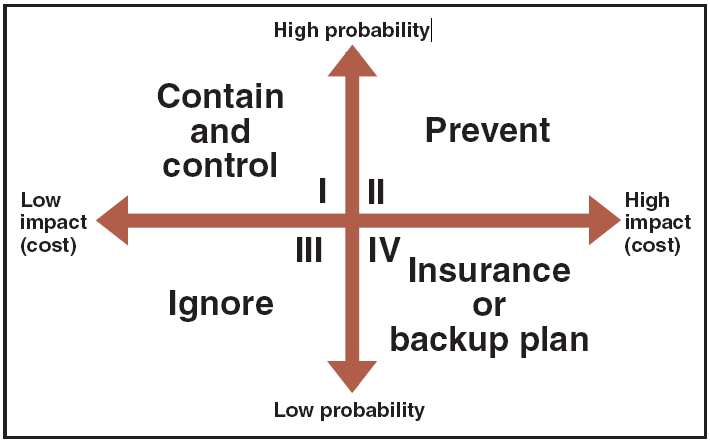 High probability
Contain
and
control
Prevent
I
II
Low
impact
(cost)
High
impact
(cost)
III
IV
Ignore
Insurance
or
backup plan
Low probability